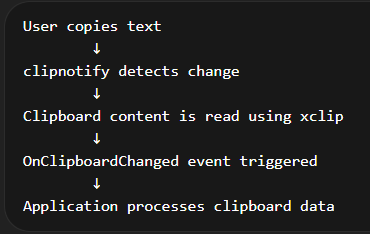 User copies text
↓
clipnotify detects change
↓
Clipboard content is read using xclip
↓
OnClipboardChanged event triggered
↓
Application processes clipboard data